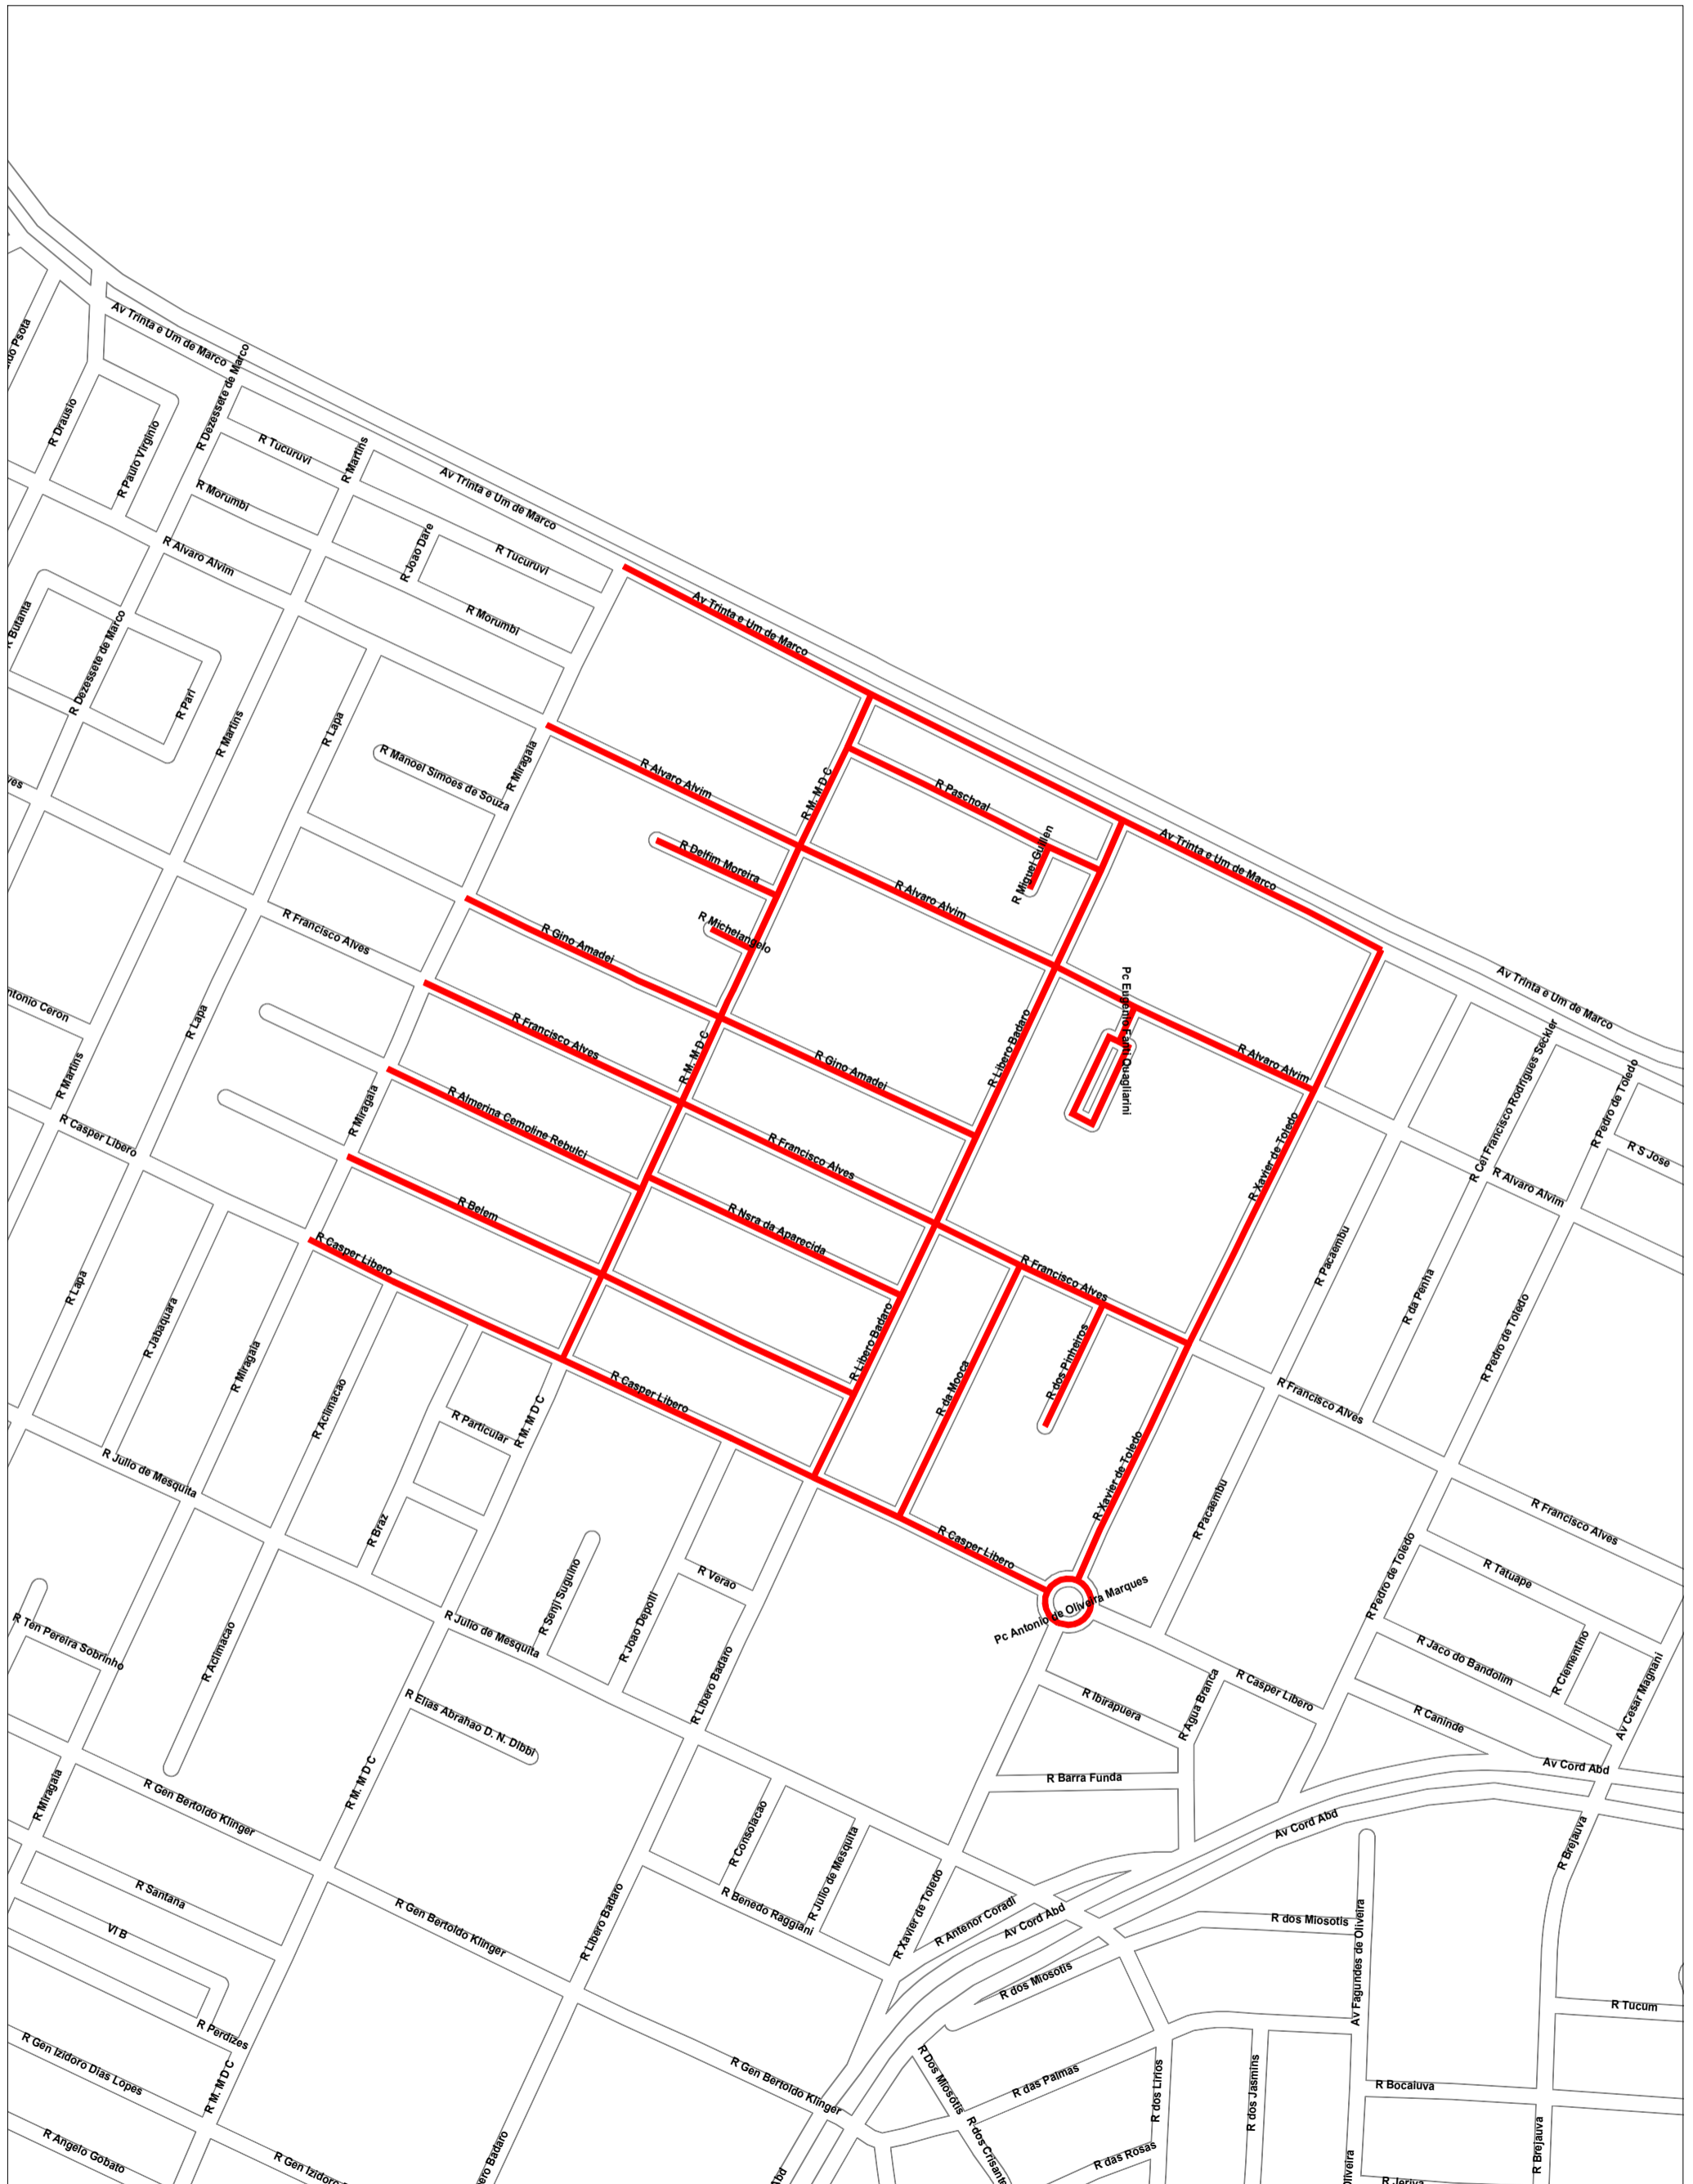 Av Trinta e Um de Marco
R Drausio
R Paulo Virginio
R Dezessete de Marco
R Tucuruvi
R Martins
R Morumbi
Av Trinta e Um de Marco
R Alvaro Alvim
R Joao Dare
R Tucuruvi
R Morumbi
R Butanta
R Dezessete de Marco
R Pari
R Martins
R Lapa
R Manoel Simoes de Souza
R Miragaia
Av Trinta e Um de Marco
R Alvaro Alvim
R M. M D C
R Paschoal
R Miguel Guillen
Av Trinta e Um de Marco
R Delfim Moreira
R Alvaro Alvim
R Michelangelo
R Gino Amadei
R Francisco Alves
R Lapa
R Martins
R Casper Libero
R Francisco Alves
R M. M D C
R Gino Amadei
R Libero Badaro
Pc Eugenio Fanti Quagliarini
R Alvaro Alvim
Av Trinta e Um de Marco
R Cel Francisco Rodrigues Seckler
R Pedro de Toledo
R S Jose
R Alvaro Alvim
R Miragaia
R Almerina Cemoline Rebulci
R Francisco Alves
R Xavier de Toledo
R Belem
R Nsra da Aparecida
R Casper Libero
R Francisco Alves
R Pacaembu
R da Penha
R Pedro de Toledo
R Lapa
R Jabaquara
R Miragaia
R Aclimacao
R Particular
R M. M D C
R Casper Libero
R Libero Badaro
R da Mooca
R dos Pinheiros
R Francisco Alves
R Julio de Mesquita
R Braz
R Xavier de Toledo
R Pacaembu
R Francisco Alves
R Casper Libero
R Senji Suguino
R Verao
R Joao Depolli
R Pedro de Toledo
R Tatuape
Pc Antonio de Oliveira Marques
R Ten Pereira Sobrinho
R Aclimacao
R Julio de Mesquita
R Libero Badaro
R Jaco do Bandolim
R Clementino
Av Cesar Magnani
R Elias Abrahao D. N. Dibbi
R Ibirapuera
R Agua Branca
R Casper Libero
R Caninde
R Miragaia
R Gen Bertoldo Klinger
R M. M D C
R Barra Funda
Av Cord Abd
Av Cord Abd
R Consolacao
R Julio de Mesquita
R Brejauva
R Santana
R Benedo Raggiani
R Xavier de Toledo
R Antenor Coradi
Av Cord Abd
R dos Miosotis
Av Fagundes de Oliveira
VI B
R Gen Bertoldo Klinger
R Libero Badaro
R dos Miosotis
R Tucum
R Perdizes
R Gen Izidoro Dias Lopes
R M. M D C
R Gen Bertoldo Klinger
R Dos Miosotis
R das Palmas
R dos Lirios
R dos Jasmins
R Bocaiuva
R Angelo Gobato
R das Rosas
R Brejauva